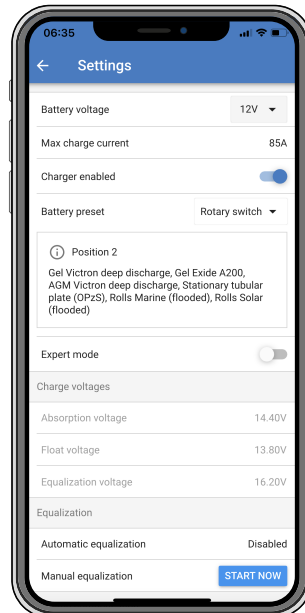 06:35
Settings
Battery voltage 12V
Max charge current 85A
Charger enabled
Battery preset Rotary switch
Position 2
Gel Victron deep discharge, Gel Exide A200,
AGM Victron deep discharge, Stationary tubular
plate (OPzS), Rolls Marine (flooded), Rolls Solar
(flooded)
Expert mode
Charge voltages
Absorption voltage 14.40V
Float voltage 13.80V
Equalization voltage 16.20V
Equalization
Automatic equalization Disabled
Manual equalization START NOW